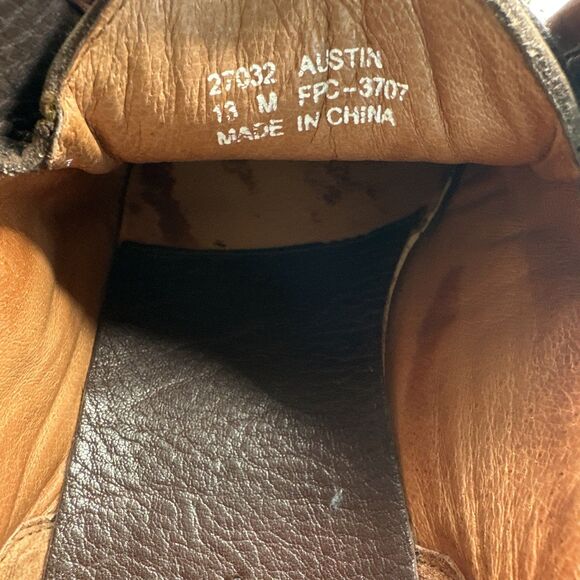 27032 AUSTIN
13 M FPC-3707
MADE IN CHINA